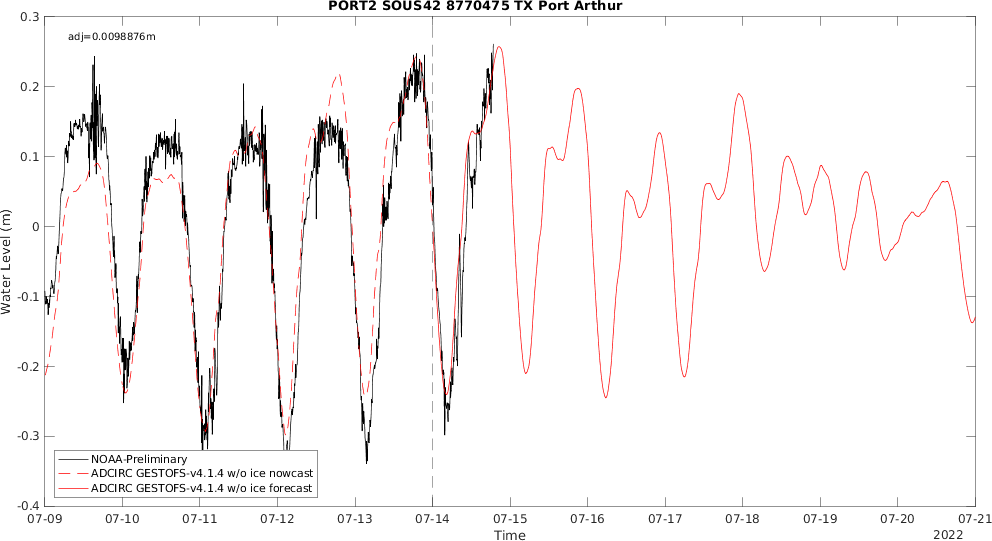 PORT2 SOUS42 8770475 TX Port Arthur
adj=0.0098876m
0.3
0.2
0.1
0
-0.1
-0.2
-0.3
-0.4
Water Level (m)
NOAA-Preliminary
ADCIRC GESTOFS-v4.1.4 w/o ice nowcast
ADCIRC GESTOFS-v4.1.4 w/o ice forecast
07-09 07-10 07-11 07-12 07-13 07-14 07-15 07-16 07-17 07-18 07-19 07-20 07-21
Time
2022